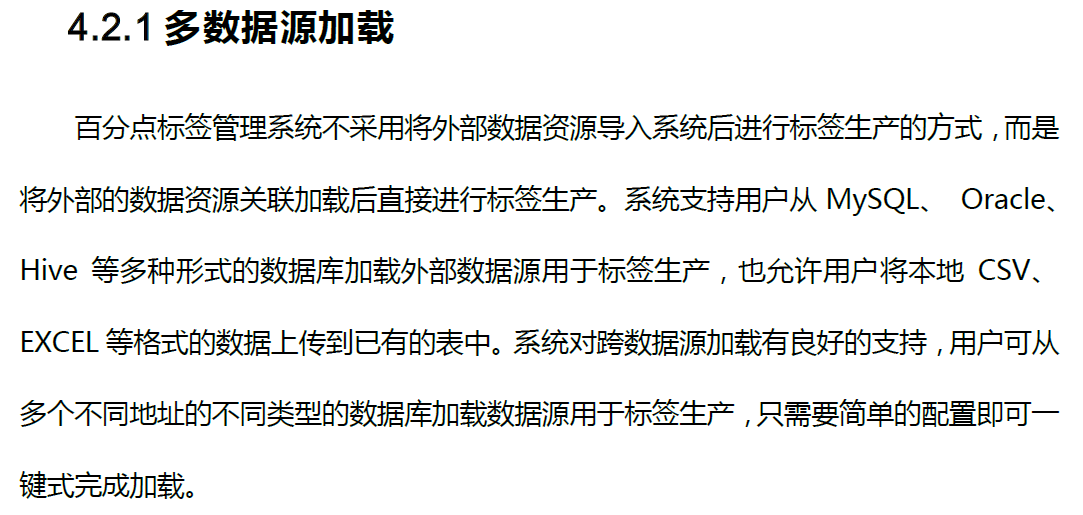 4.2.1 多数据源加载
百分点标签管理系统不采用将外部数据资源导入系统后进行标签生产的方式，而是
将外部的数据资源关联加载后直接进行标签生产。系统支持用户从 MySQL、 Oracle、
Hive 等多种形式的数据库加载外部数据源用于标签生产，也允许用户将本地 CSV、
EXCEL 等格式的数据上传到已有的表中。系统对跨数据源加载有良好的支持，用户可从
多个不同地址的不同类型的数据库加载数据源用于标签生产，只需要简单的配置即可一
键式完成加载。